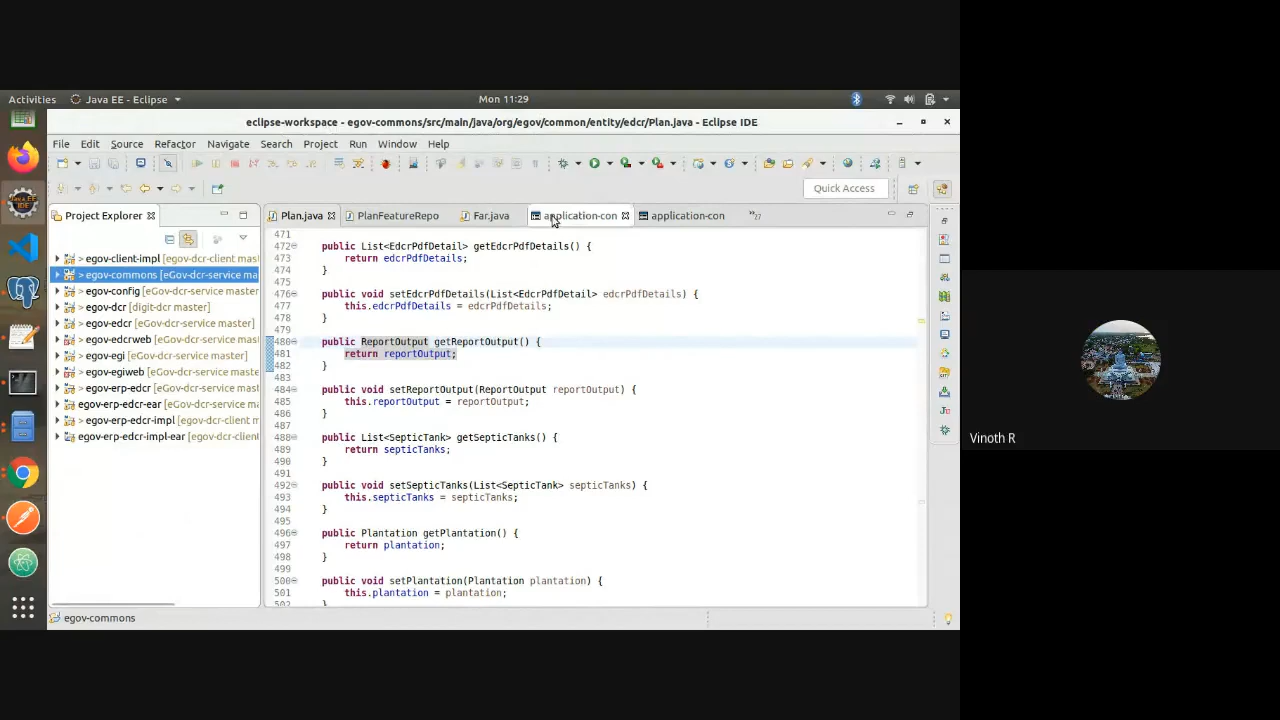 Activities
Java EE - Eclipse
Mon 11:29
eclipse-workspace - egov-commons/src/main/java/org/egov/common/entity/edcr/Plan.java - Eclipse IDE
File Edit Source Refactor Navigate Search Project Run Window Help
Quick Access
Project Explorer
Plan.java
PlanFeatureRepo
Far.java
application-con
application-con
»27
> egov-client-impl [egov-dcr-client mast
> egov-commons [eGov-dcr-service ma
egov-config [eGov-dcr-service master
> egov-dcr [digit-dcr master]
> egov-edcr [eGov-dcr-service master]
> egov-edcrweb [eGov-dcr-service mas
> egov-egi [eGov-dcr-service master]
> egov-egiweb [eGov-dcr-service maste
> egov-erp-edcr [eGov-dcr-service mas
egov-erp-edcr-ear [eGov-dcr-service m
> egov-erp-edcr-impl [egov-dcr-client m
egov-erp-edcr-impl-ear [egov-dcr-client
471
472 public List<EdcrPdfDetail> getEdcrPdfDetails() {
473 return edcrPdfDetails;
474 }
475
476 public void setEdcrPdfDetails(List<EdcrPdfDetail> edcrPdfDetails) {
477 this.edcrPdfDetails = edcrPdfDetails;
478 }
479
480 public ReportOutput getReportOutput() {
481 return reportOutput;
482 }
483
484 public void setReportOutput(ReportOutput reportOutput) {
485 this.reportOutput = reportOutput;
486 }
487
488 public List<SepticTank> getSepticTanks() {
489 return septicTanks;
490 }
491
492 public void setSepticTanks(List<SepticTank> septicTanks) {
493 this.septicTanks = septicTanks;
494 }
495
496 public Plantation getPlantation() {
497 return plantation;
498 }
499
500 public void setPlantation(Plantation plantation) {
501 this.plantation = plantation;
502 }
egov-commons
Vinoth R